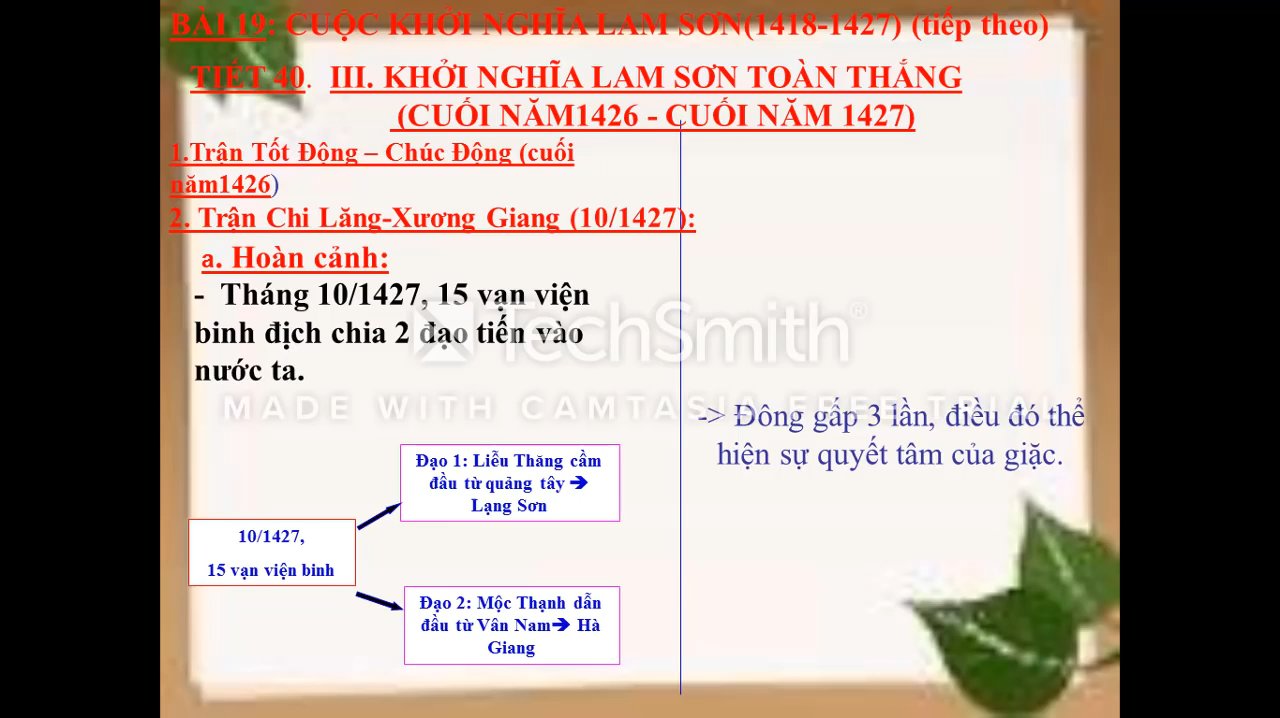 BÀI 19: CUỘC KHỞI NGHĨA LAM SƠN(1418-1427) (tiếp theo)
TIẾT 40. III. KHỞI NGHĨA LAM SƠN TOÀN THẮNG
(CUỐI NĂM1426 - CUỐI NĂM 1427)
1.Trận Tốt Động – Chúc Động (cuối
năm1426)
2. Trận Chi Lăng-Xương Giang (10/1427):
a. Hoàn cảnh:
- Tháng 10/1427, 15 vạn viện
binh địch chia 2 đạo tiến vào
nước ta.
TechSmith®
MADE WITH CAMTASIA FREE TRIAL
-> Đông gấp 3 lần, điều đó thể
hiện sự quyết tâm của giặc.
Đạo 1: Liễu Thăng cầm
đầu từ quảng tây ➔
Lạng Sơn
10/1427,
15 vạn viện binh
Đạo 2: Mộc Thạnh dẫn
đầu từ Vân Nam➔ Hà
Giang